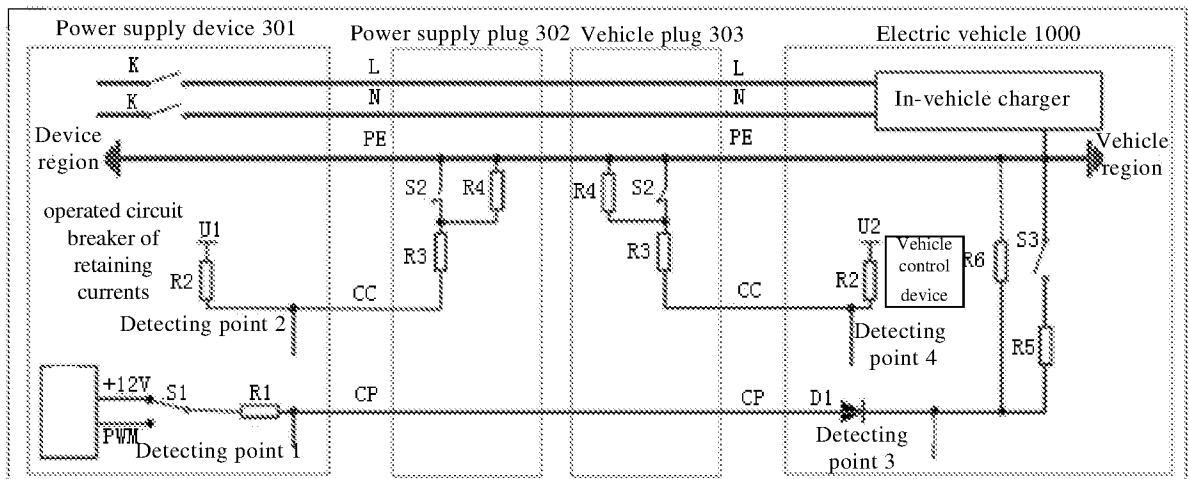 Power supply device 301
Power supply plug 302
Vehicle plug 303
Electric vehicle 1000
K
L
L
K
N
N
In-vehicle charger
Device
region
PE
PE
Vehicle
region
S2
R4
R4
S2
operated circuit
breaker of
retaining
currents
U1
R2
R3
R3
U2
R2
Vehicle
control
device
R6
S3
CC
CC
Detecting point 2
Detecting
point 4
R5
+12V
S1
R1
CP
CP
D1
PWM
Detecting point 1
Detecting
point 3